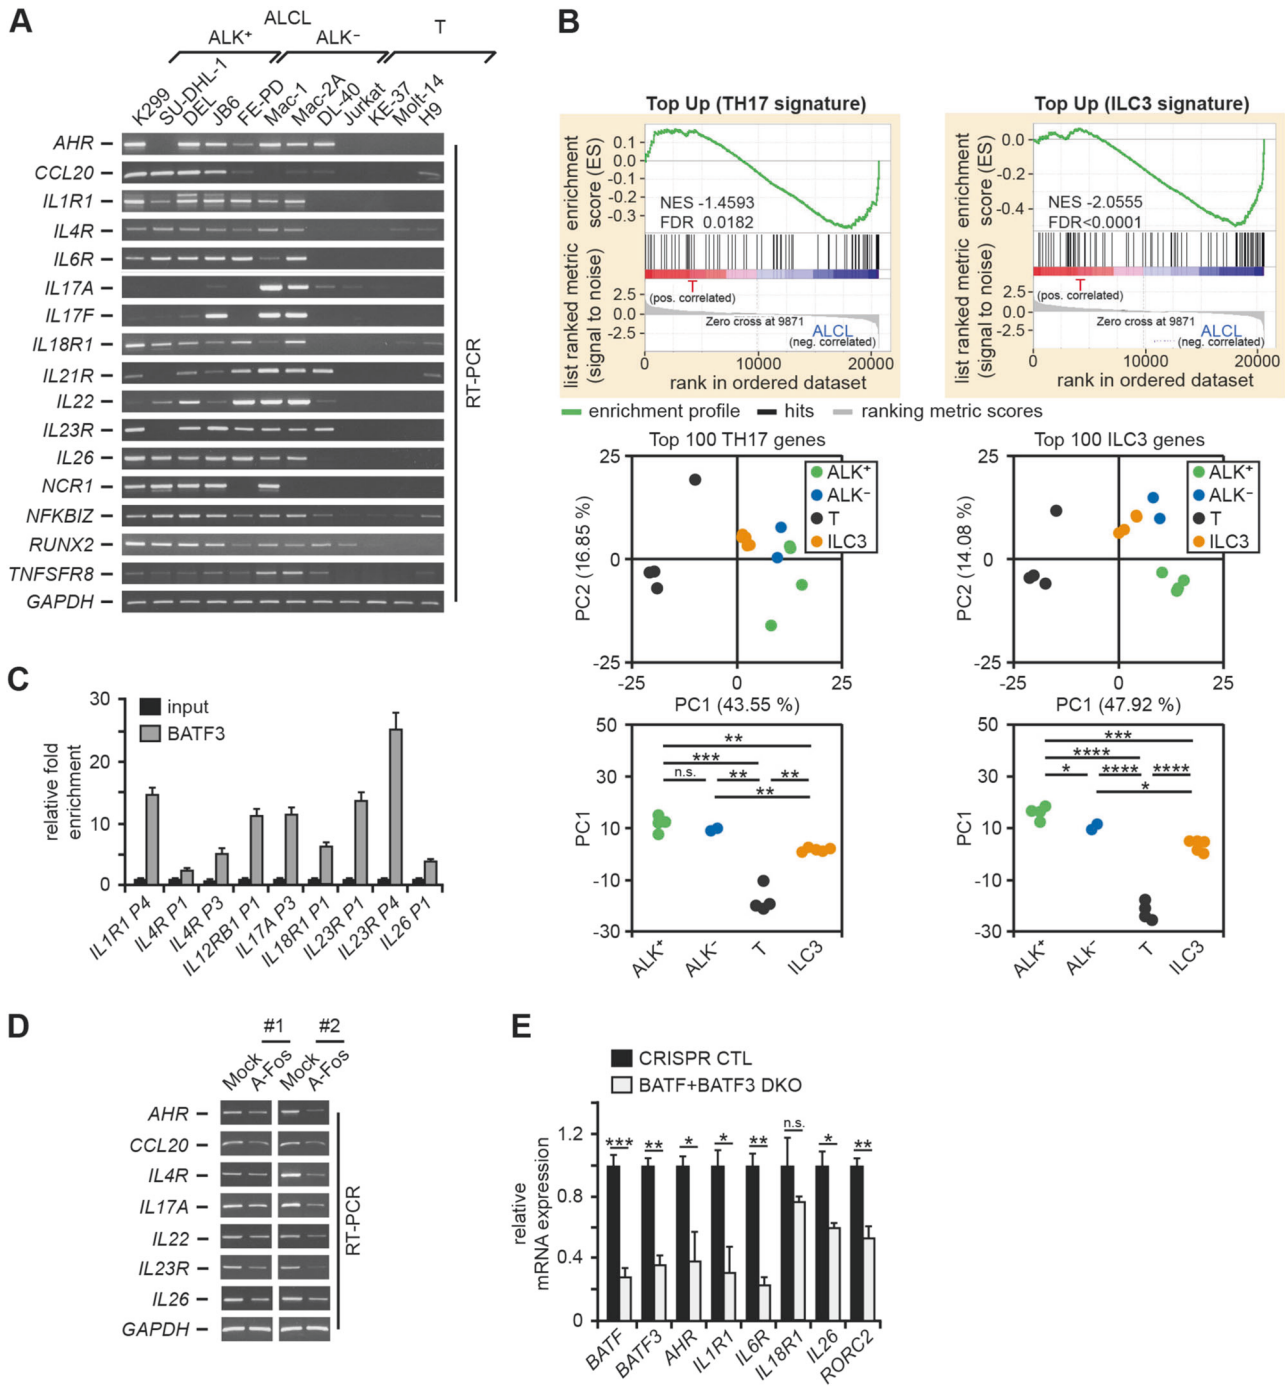 A
ALCL
ALK+ ALK– T
K299 SU-DHL-1 DEL JB6 FE-PD Mac-1 Mac-2A DL-40 Jurkat KE-37 Molt-14 H9
AHR
CCL20
IL1R1
IL4R
IL6R
IL17A
IL17F
IL18R1
IL21R
IL22
IL23R
IL26
NCR1
NFKBIZ
RUNX2
TNFSFR8
GAPDH
RT-PCR
B
Top Up (TH17 signature)
enrichment score (ES)
0.1
0.0
-0.1
-0.2
-0.3
NES -1.4593
FDR 0.0182
list ranked metric (signal to noise)
T
(pos. correlated)
2.5
0.0
-2.5
Zero cross at 9871
ALCL
(neg. correlated)
0 10000 20000
rank in ordered dataset
Top Up (ILC3 signature)
enrichment score (ES)
0.0
-0.2
-0.4
NES -2.0555
FDR<0.0001
list ranked metric (signal to noise)
T
(pos. correlated)
2.5
0.0
-2.5
Zero cross at 9871
ALCL
(neg. correlated)
0 10000 20000
rank in ordered dataset
enrichment profile hits ranking metric scores
Top 100 TH17 genes
PC2 (16.85 %)
25
0
-25
ALK+
ALK–
T
ILC3
-25 0 25
PC1 (43.55 %)
Top 100 ILC3 genes
PC2 (14.08 %)
25
0
-25
ALK+
ALK–
T
ILC3
-25 0 25
PC1 (47.92 %)
PC1
50
30
10
-10
-30
**
***
n.s. ** **
**
ALK+ ALK- T ILC3
PC1
50
30
10
-10
-30
***
****
* **** ****
*
ALK+ ALK- T ILC3
C
relative fold enrichment
30
20
10
0
input
BATF3
IL1R1 P4 IL4R P1 IL4R P3 IL12RB1 P1 IL17A P3 IL18R1 P1 IL23R P1 IL23R P4 IL26 P1
D
#1 #2
Mock A-Fos Mock A-Fos
AHR
CCL20
IL4R
IL17A
IL22
IL23R
IL26
GAPDH
RT-PCR
E
CRISPR CTL
BATF+BATF3 DKO
relative mRNA expression
1.2
0.8
0.4
0
*** ** * * ** n.s. * **
BATF BATF3 AHR IL1R1 IL6R IL18R1 IL26 RORC2